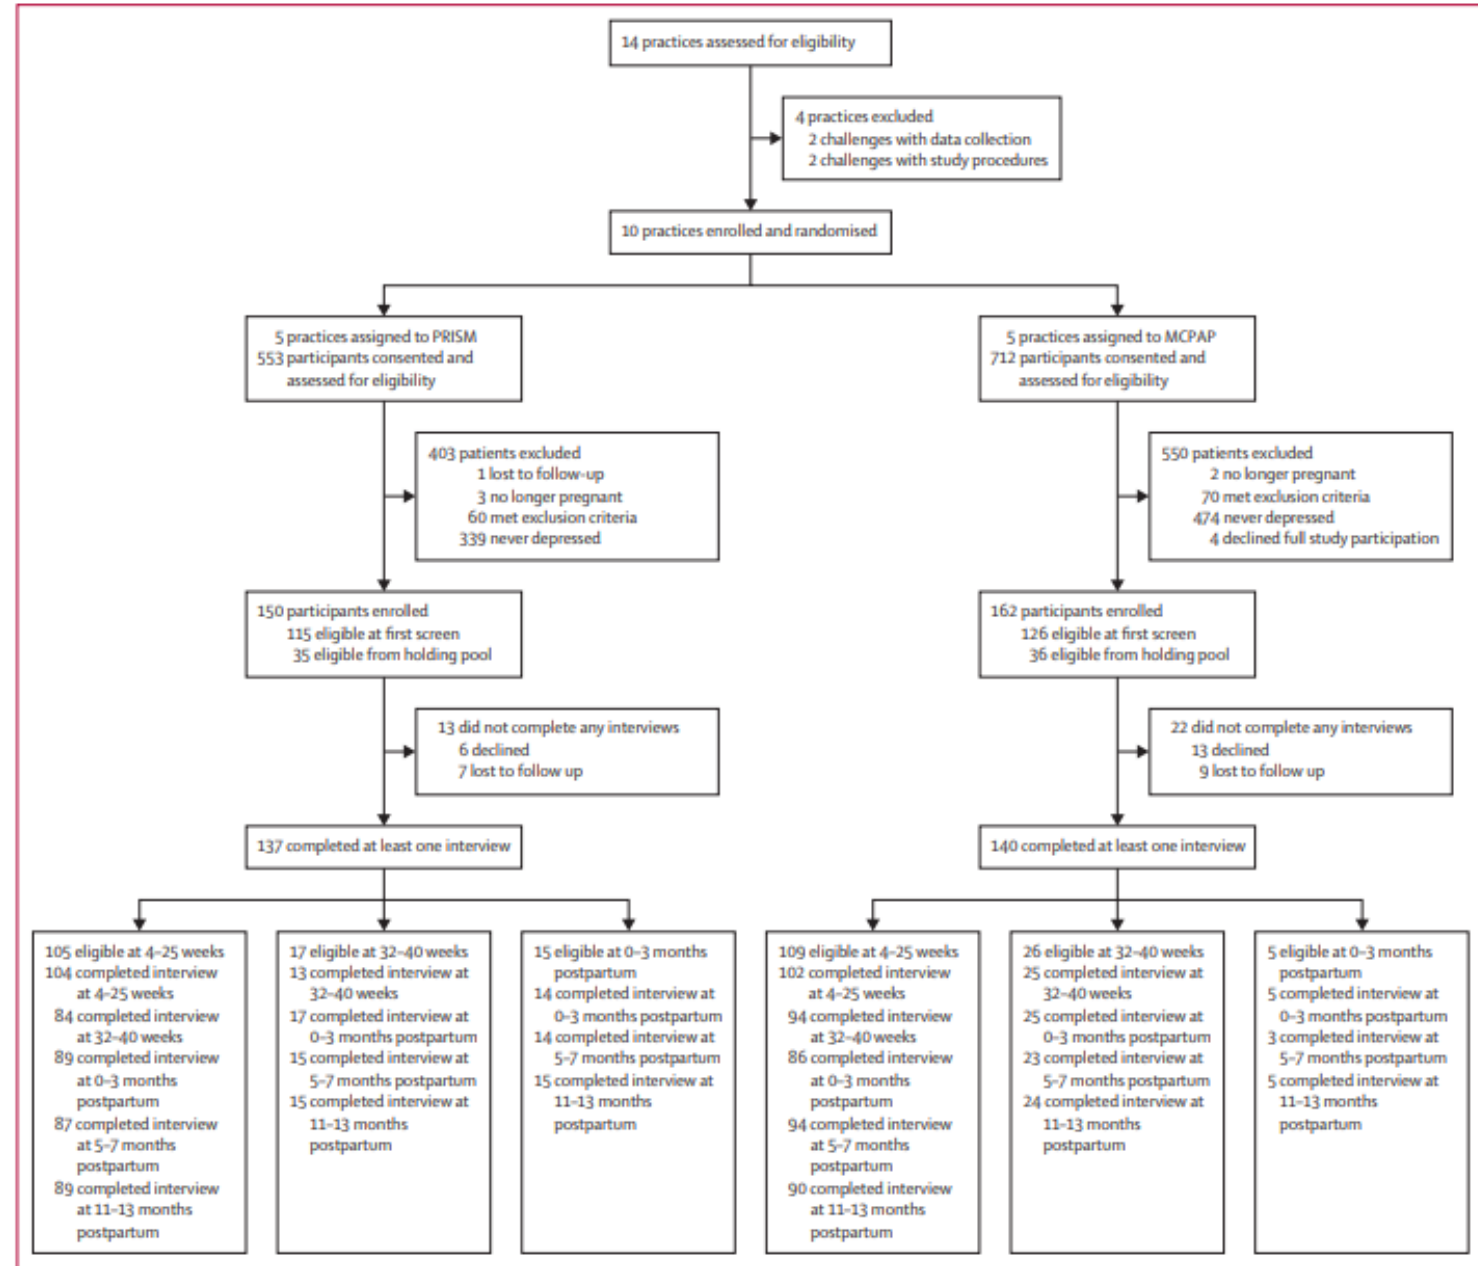 14 practices assessed for eligibility
4 practices excluded
2 challenges with data collection
2 challenges with study procedures
10 practices enrolled and randomised
5 practices assigned to PRISM
553 participants consented and
assessed for eligibility
5 practices assigned to MCPAP
712 participants consented and
assessed for eligibility
403 patients excluded
1 lost to follow-up
3 no longer pregnant
60 met exclusion criteria
339 never depressed
550 patients excluded
2 no longer pregnant
70 met exclusion criteria
474 never depressed
4 declined full study participation
150 participants enrolled
115 eligible at first screen
35 eligible from holding pool
162 participants enrolled
126 eligible at first screen
36 eligible from holding pool
13 did not complete any interviews
6 declined
7 lost to follow up
22 did not complete any interviews
13 declined
9 lost to follow up
137 completed at least one interview
140 completed at least one interview
105 eligible at 4–25 weeks
104 completed interview
at 4–25 weeks
84 completed interview
at 32–40 weeks
89 completed interview
at 0–3 months
postpartum
87 completed interview
at 5–7 months
postpartum
89 completed interview
at 11–13 months
postpartum
17 eligible at 32–40 weeks
13 completed interview at
32–40 weeks
17 completed interview at
0–3 months postpartum
15 completed interview at
5–7 months postpartum
15 completed interview at
11–13 months
postpartum
15 eligible at 0–3 months
postpartum
14 completed interview at
0–3 months postpartum
14 completed interview at
5–7 months postpartum
15 completed interview at
11–13 months
postpartum
109 eligible at 4–25 weeks
102 completed interview
at 4–25 weeks
94 completed interview
at 32–40 weeks
86 completed interview
at 0–3 months
postpartum
94 completed interview
at 5–7 months
postpartum
90 completed interview
at 11–13 months
postpartum
26 eligible at 32–40 weeks
25 completed interview at
32–40 weeks
25 completed interview at
0–3 months postpartum
23 completed interview at
5–7 months postpartum
24 completed interview at
11–13 months
postpartum
5 eligible at 0–3 months
postpartum
5 completed interview at
0–3 months postpartum
3 completed interview at
5–7 months postpartum
5 completed interview at
11–13 months
postpartum